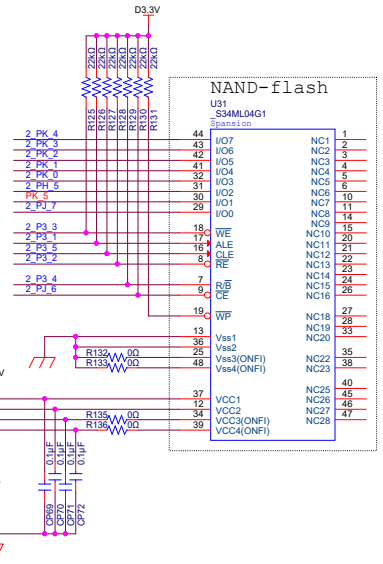 D3.3V
22kΩ
22kΩ
22kΩ
22kΩ
22kΩ
22kΩ
22kΩ
R125
R126
R127
R128
R129
R130
R131
NAND-flash
U31
_S34ML04G1
Spansion
2_PK_4 44 I/O7 NC1 1
2_PK_3 43 I/O6 NC2 2
2_PK_2 42 I/O5 NC3 3
2_PK_1 41 I/O4 NC4 4
2_PK_0 32 I/O3 NC5 5
2_PH_5 31 I/O2 NC6 6
PK_5 30 I/O1 NC7 10
2_PJ_7 29 I/O0 NC8 11
NC9 14
2_P3_3 18 WE NC10 15
2_P3_1 17 ALE NC11 20
2_P3_5 16 CLE NC12 21
2_P3_2 8 RE NC13 22
NC14 23
2_P3_4 7 R/B NC15 24
2_PJ_6 9 CE NC16 26
19 WP NC18 27
NC19 28
13 Vss1 NC20 33
36 Vss2
R132 0Ω 25 Vss3(ONFI) NC22 35
R133 0Ω 48 Vss4(ONFI) NC23 38
NC25 40
37 VCC1 NC26 45
12 VCC2 NC27 46
R135 0Ω 34 VCC3(ONFI) NC28 47
R136 0Ω 39 VCC4(ONFI)
V
0.1µF
0.1µF
0.1µF
0.1µF
CP69
CP70
CP71
CP72
7